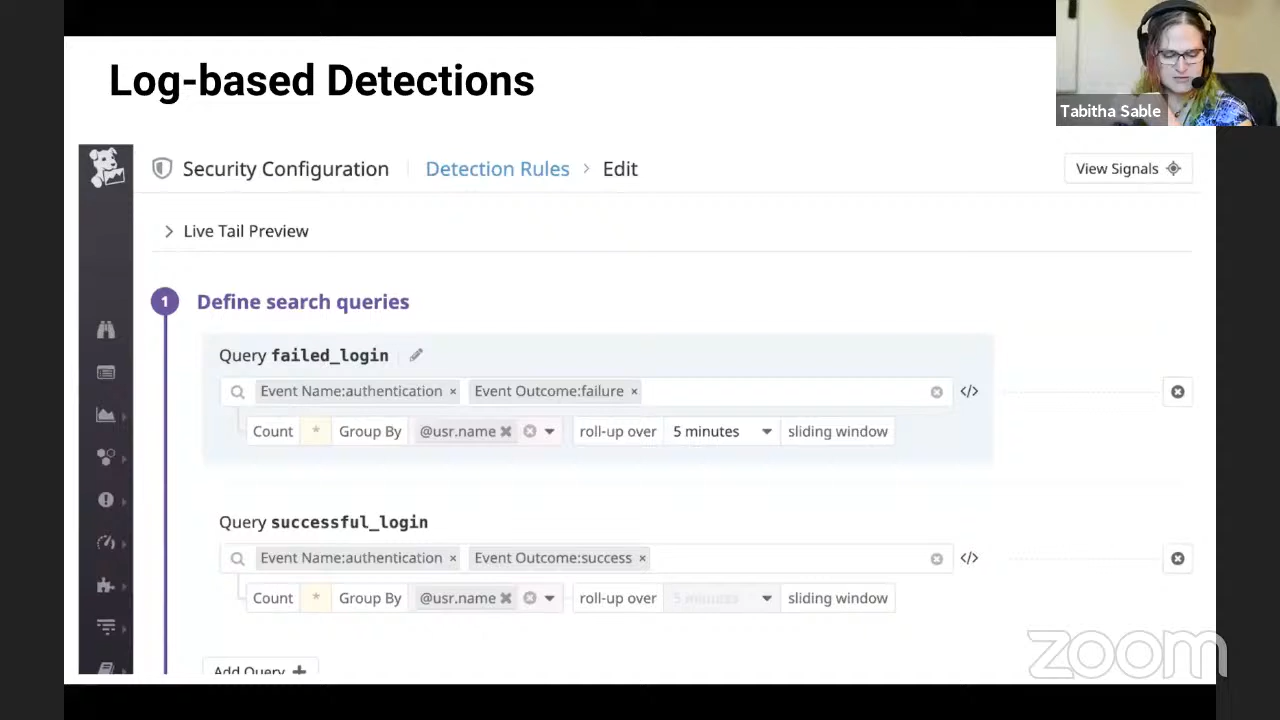 Log-based Detections
Tabitha Sable
Security Configuration Detection Rules > Edit
View Signals
> Live Tail Preview
1 Define search queries
Query failed_login
Event Name:authentication × Event Outcome:failure × </>
Count * Group By @usr.name × roll-up over 5 minutes sliding window
Query successful_login
Event Name:authentication × Event Outcome:success × </>
Count * Group By @usr.name × roll-up over 5 minutes sliding window
Add Query +
zoom